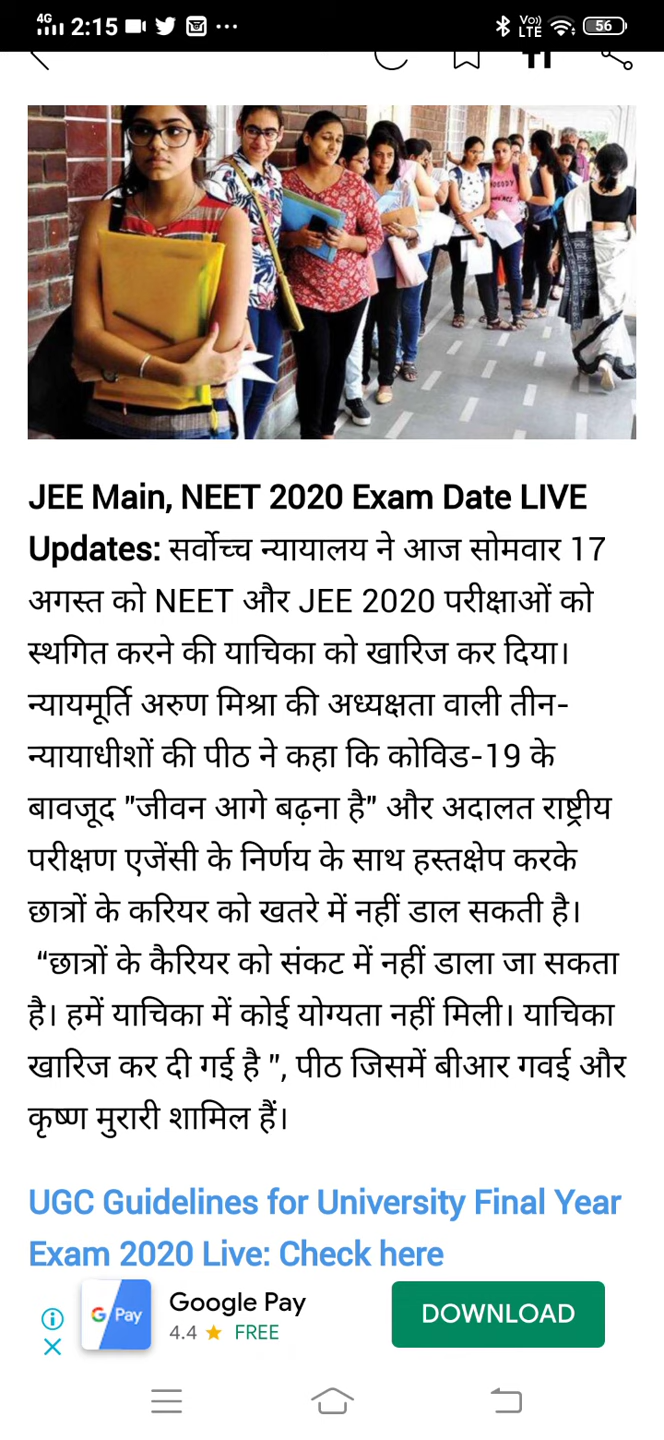 4G 2:15 ... Vo)) LTE 56
JEE Main, NEET 2020 Exam Date LIVE
Updates: सर्वोच्च न्यायालय ने आज सोमवार 17
अगस्त को NEET और JEE 2020 परीक्षाओं को
स्थगित करने की याचिका को खारिज कर दिया।
न्यायमूर्ति अरुण मिश्रा की अध्यक्षता वाली तीन-
न्यायाधीशों की पीठ ने कहा कि कोविड-19 के
बावजूद "जीवन आगे बढ़ना है" और अदालत राष्ट्रीय
परीक्षण एजेंसी के निर्णय के साथ हस्तक्षेप करके
छात्रों के करियर को खतरे में नहीं डाल सकती है।
“छात्रों के कैरियर को संकट में नहीं डाला जा सकता
है। हमें याचिका में कोई योग्यता नहीं मिली। याचिका
खारिज कर दी गई है ”, पीठ जिसमें बीआर गवई और
कृष्ण मुरारी शामिल हैं।
UGC Guidelines for University Final Year
Exam 2020 Live: Check here
G Pay
Google Pay
4.4 ★ FREE
DOWNLOAD